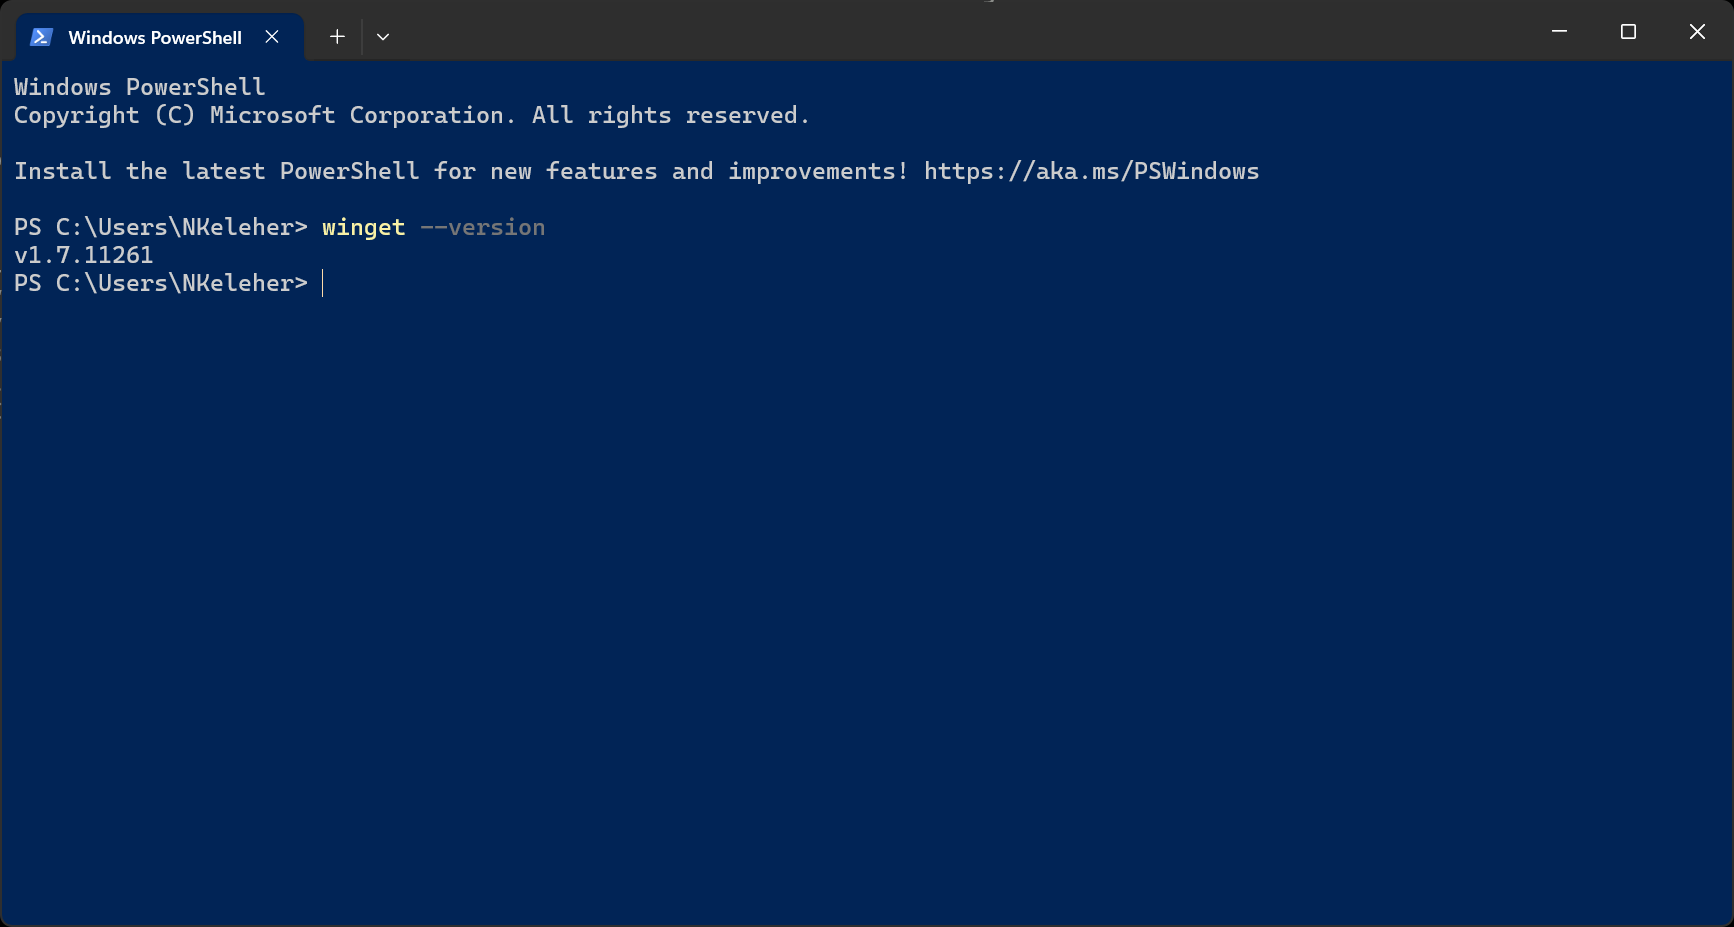 Windows PowerShell
Windows PowerShell
Copyright (C) Microsoft Corporation. All rights reserved.
Install the latest PowerShell for new features and improvements! https://aka.ms/PSWindows
PS C:\Users\NKeleher> winget --version
v1.7.11261
PS C:\Users\NKeleher>